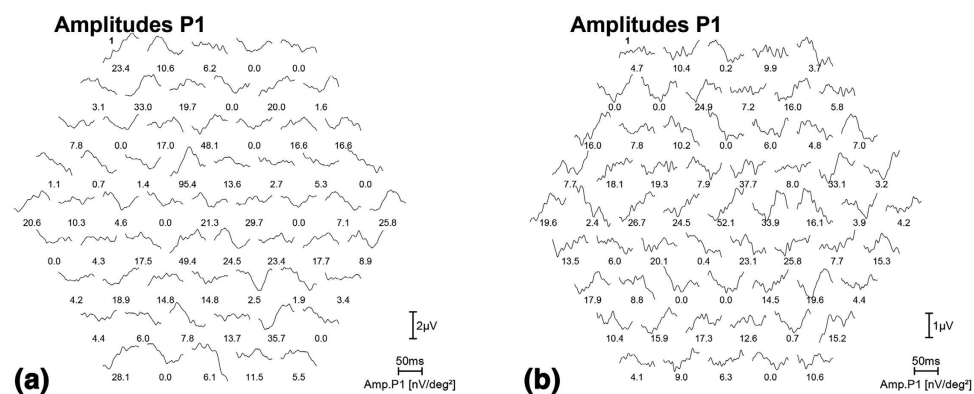 Amplitudes P1
1
23.4 10.6 6.2 0.0 0.0
3.1 33.0 19.7 0.0 20.0 1.6
7.8 0.0 17.0 48.1 0.0 16.6 16.6
1.1 0.7 1.4 95.4 13.6 2.7 5.3 0.0
20.6 10.3 4.6 0.0 21.3 29.7 0.0 7.1 25.8
0.0 4.3 17.5 49.4 24.5 23.4 17.7 8.9
4.2 18.9 14.8 14.8 2.5 1.9 3.4
4.4 6.0 7.8 13.7 35.7 0.0
28.1 0.0 6.1 11.5 5.5
2µV
50ms
Amp.P1 [nV/deg²]
(a)
Amplitudes P1
1
4.7 10.4 0.2 9.9 3.7
0.0 0.0 24.9 7.2 16.0 5.8
16.0 7.8 10.2 0.0 6.0 4.8 7.0
7.7 18.1 19.3 7.9 37.7 8.0 33.1 3.2
19.6 2.4 26.7 24.5 52.1 33.9 16.1 3.9 4.2
13.5 6.0 20.1 0.4 23.1 25.8 7.7 15.3
17.9 8.8 0.0 0.0 14.5 19.6 4.4
10.4 15.9 17.3 12.6 0.7 15.2
4.1 9.0 6.3 0.0 10.6
1µV
50ms
Amp.P1 [nV/deg²]
(b)